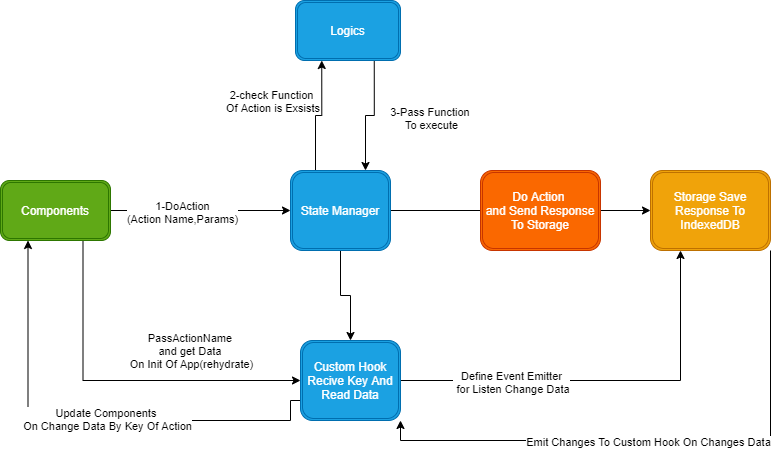 Logics
2-check Function
Of Action is Exsists
3-Pass Function
To execute
Components
1-DoAction
(Action Name,Params)
State Manager
Do Action
and Send Response
To Storage
Storage Save
Response To
IndexedDB
PassActionName
and get Data
On Init Of App(rehydrate)
Custom Hook
Recive Key And
Read Data
Define Event Emitter
for Listen Change Data
Update Components
On Change Data By Key Of Action
Emit Changes To Custom Hook On Changes Data